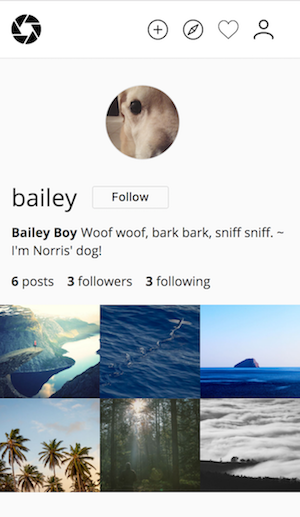 bailey Follow
Bailey Boy Woof woof, bark bark, sniff sniff. ~
I'm Norris' dog!
6 posts 3 followers 3 following